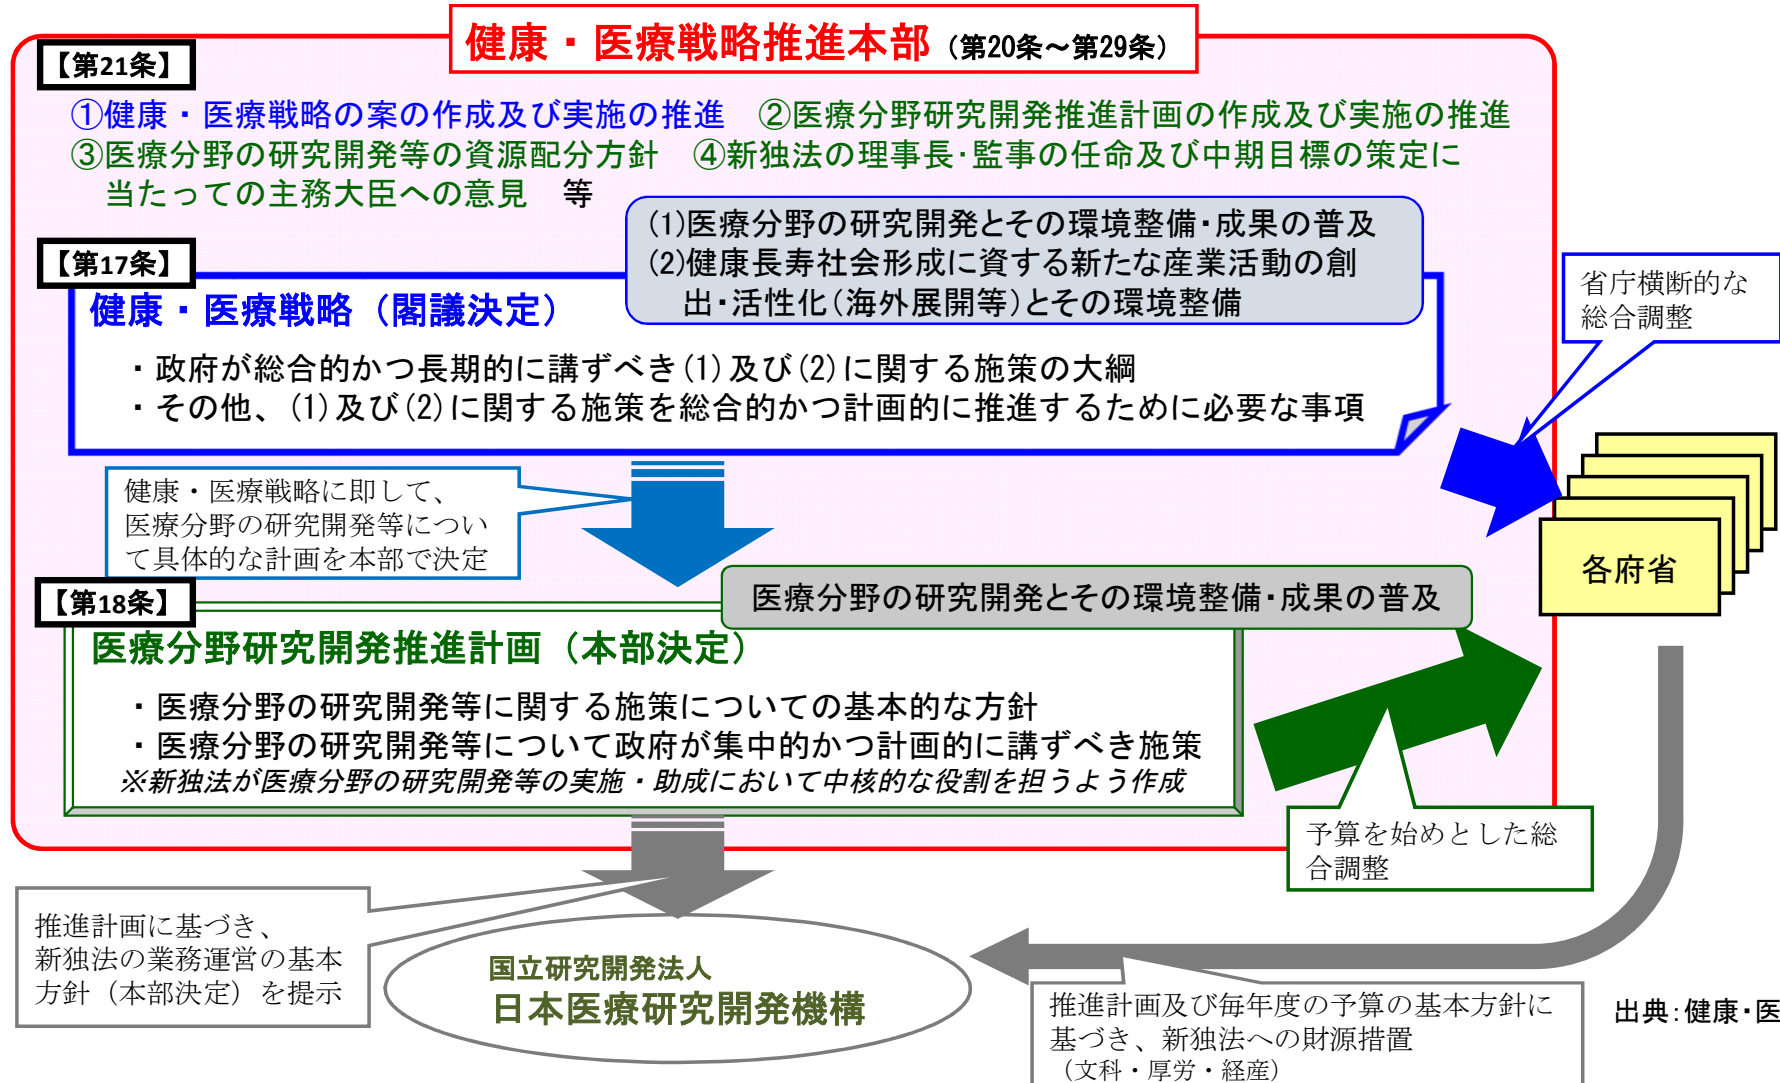 健康・医療戦略推進本部（第20条～第29条）
【第21条】
①健康・医療戦略の案の作成及び実施の推進　②医療分野研究開発推進計画の作成及び実施の推進
③医療分野の研究開発等の資源配分方針　④新独法の理事長・監事の任命及び中期目標の策定に
当たっての主務大臣への意見　等
(1)医療分野の研究開発とその環境整備・成果の普及
(2)健康長寿社会形成に資する新たな産業活動の創
出・活性化(海外展開等)とその環境整備
【第17条】
健康・医療戦略（閣議決定）
・政府が総合的かつ長期的に講ずべき(1)及び(2)に関する施策の大綱
・その他、(1)及び(2)に関する施策を総合的かつ計画的に推進するために必要な事項
省庁横断的な
総合調整
健康・医療戦略に即して、
医療分野の研究開発等につい
て具体的な計画を本部で決定
各府省
【第18条】
医療分野の研究開発とその環境整備・成果の普及
医療分野研究開発推進計画（本部決定）
・医療分野の研究開発等に関する施策についての基本的な方針
・医療分野の研究開発等について政府が集中的かつ計画的に講ずべき施策
※新独法が医療分野の研究開発等の実施・助成において中核的な役割を担うよう作成
予算を始めとした総
合調整
推進計画に基づき、
新独法の業務運営の基本
方針（本部決定）を提示
国立研究開発法人
日本医療研究開発機構
推進計画及び毎年度の予算の基本方針に
基づき、新独法への財源措置
（文科・厚労・経産）
出典：健康・医